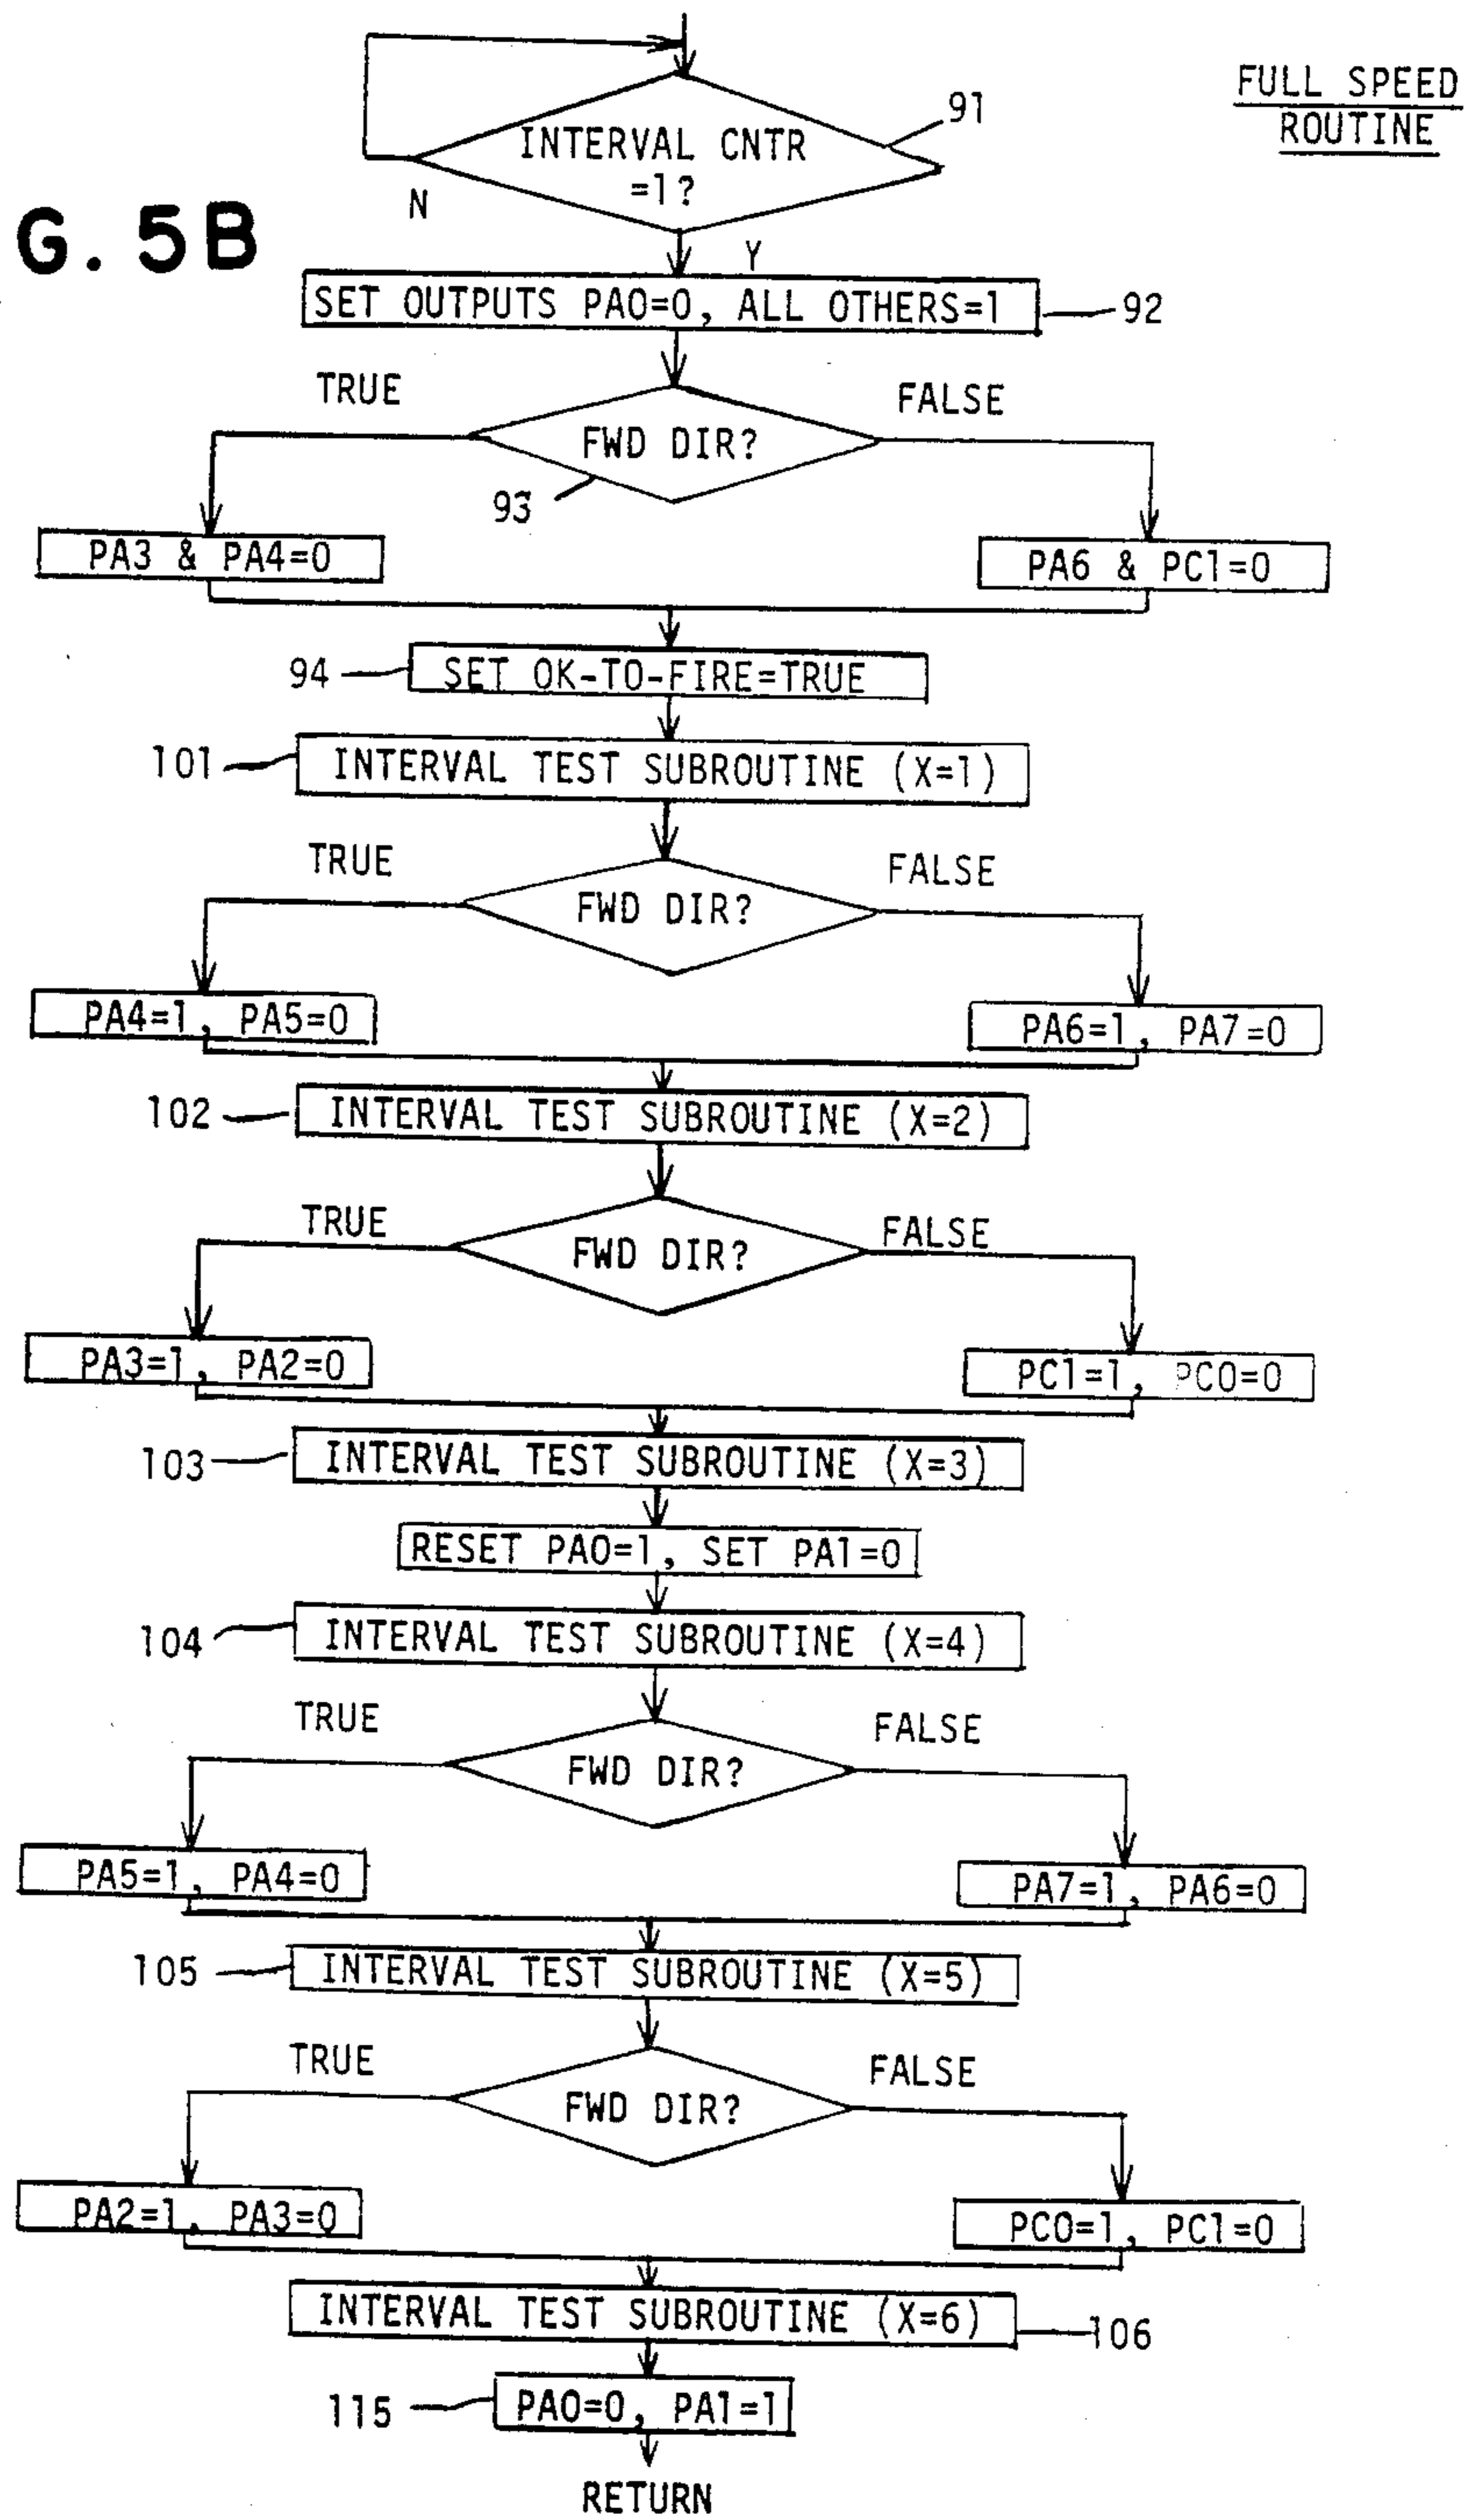 FULL SPEED
ROUTINE
91
INTERVAL CNTR
=1?
N
G. 5B
Y
SET OUTPUTS PA0=0, ALL OTHERS=1
92
TRUE
FALSE
FWD DIR?
93
PA3 & PA4=0
PA6 & PC1=0
94
SET OK-TO-FIRE=TRUE
101
INTERVAL TEST SUBROUTINE (X=1)
TRUE
FALSE
FWD DIR?
PA4=1, PA5=0
PA6=1, PA7=0
102
INTERVAL TEST SUBROUTINE (X=2)
TRUE
FALSE
FWD DIR?
PA3=1, PA2=0
PC1=1, PC0=0
103
INTERVAL TEST SUBROUTINE (X=3)
RESET PA0=1, SET PA1=0
104
INTERVAL TEST SUBROUTINE (X=4)
TRUE
FALSE
FWD DIR?
PA5=1, PA4=0
PA7=1, PA6=0
105
INTERVAL TEST SUBROUTINE (X=5)
TRUE
FALSE
FWD DIR?
PA2=1, PA3=0
PC0=1, PC1=0
INTERVAL TEST SUBROUTINE (X=6)
106
115
PA0=0, PA1=1
RETURN